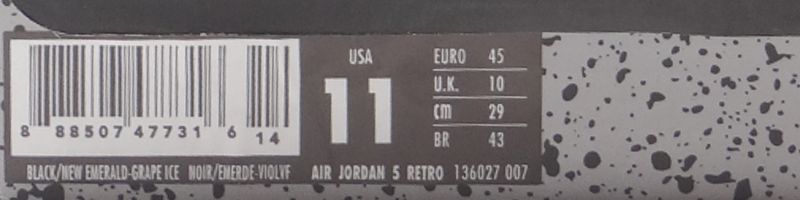 USA
11
EURO 45
U.K. 10
cm 29
BR 43
8 88507 47731 6 14
BLACK/NEW EMERALD-GRAPE ICE NOIR/EMERDE-VIOLVF
AIR JORDAN 5 RETRO 136027 007